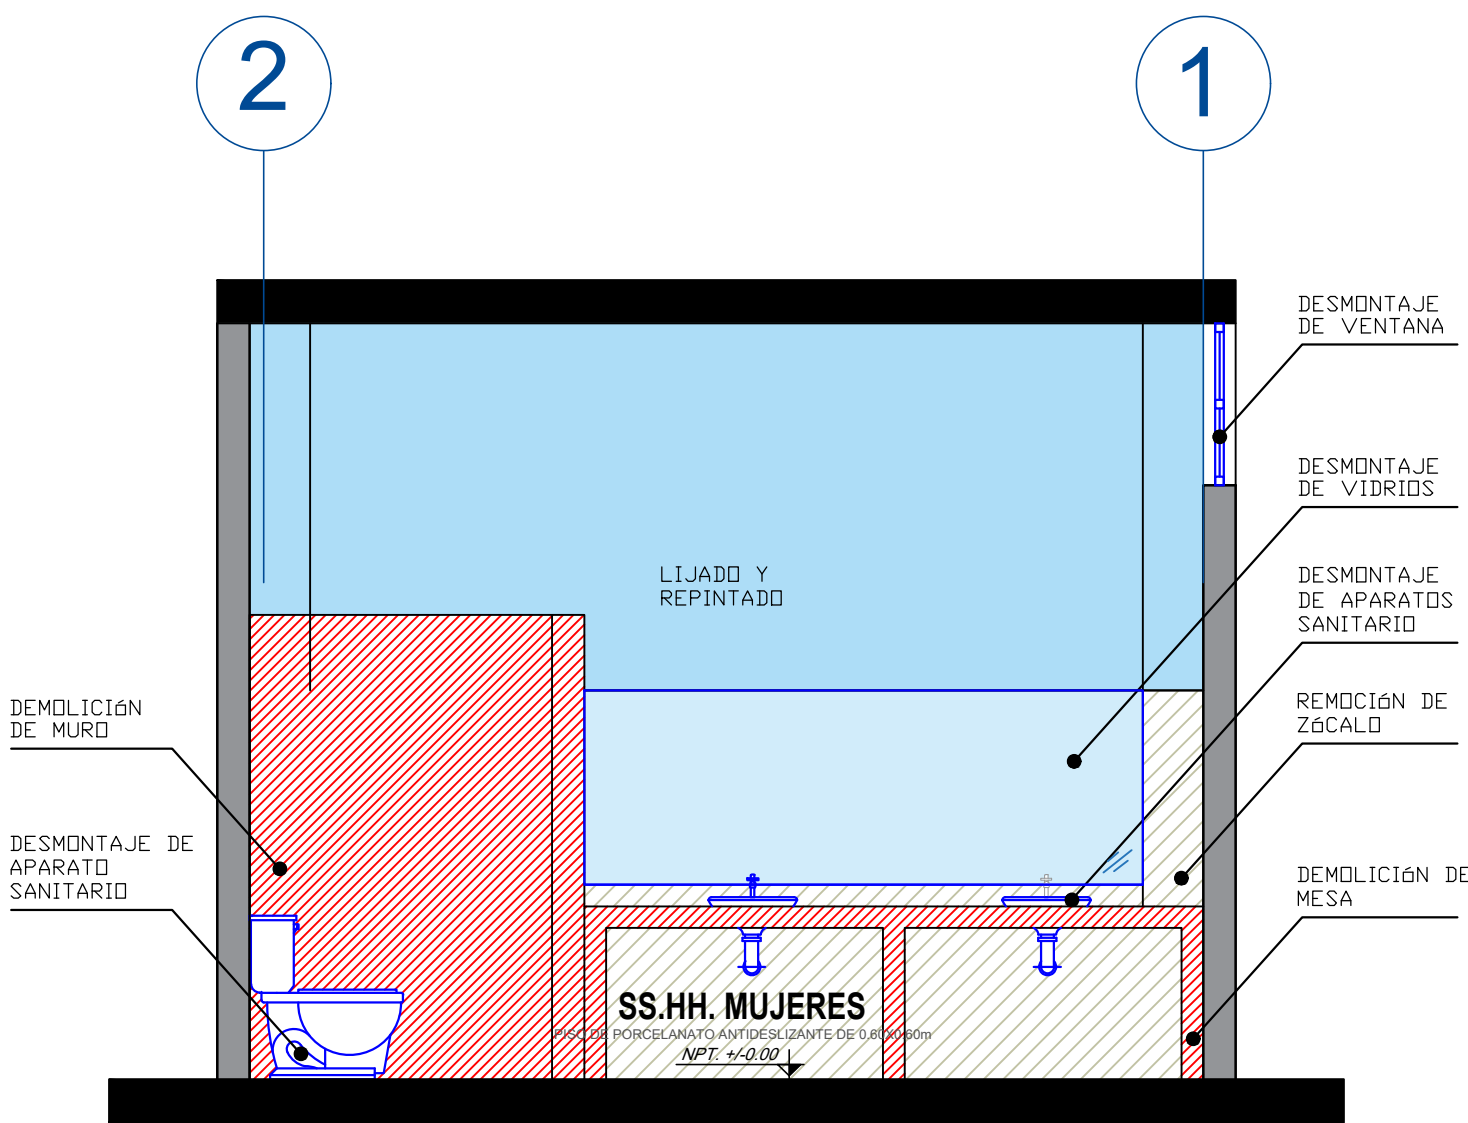 2
1
DESMONTAJE
DE VENTANA
DESMONTAJE
DE VIDRIOS
LIJADO Y
REPINTADO
DESMONTAJE
DE APARATOS
SANITARIO
DEMOLICIóN
DE MURO
REMOCIóN DE
ZóCALO
DESMONTAJE DE
APARATO
SANITARIO
DEMOLICIóN DE
MESA
SS.HH. MUJERES
PISO DE PORCELANATO ANTIDESLIZANTE DE 0.60X0.60m
NPT. +/-0.00